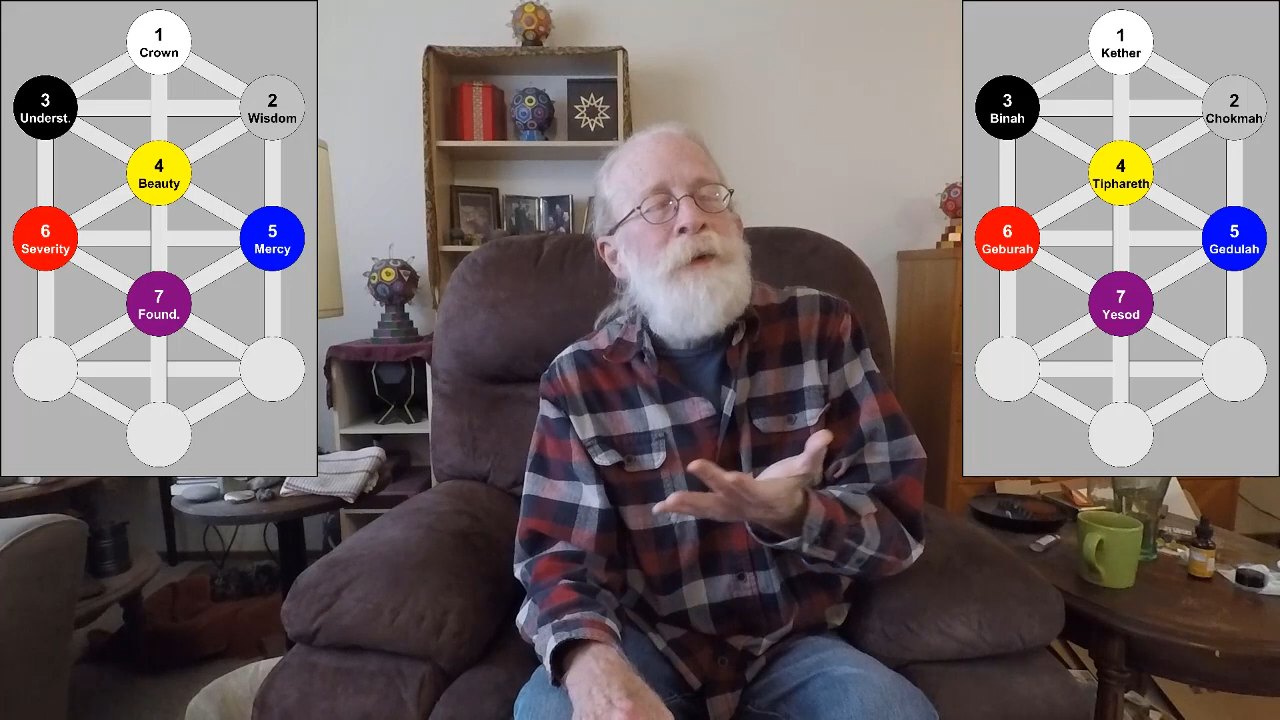 1
Crown
3
Underst.
2
Wisdom
4
Beauty
6
Severity
5
Mercy
7
Found.
1
Kether
3
Binah
2
Chokmah
4
Tiphareth
6
Geburah
5
Gedulah
7
Yesod